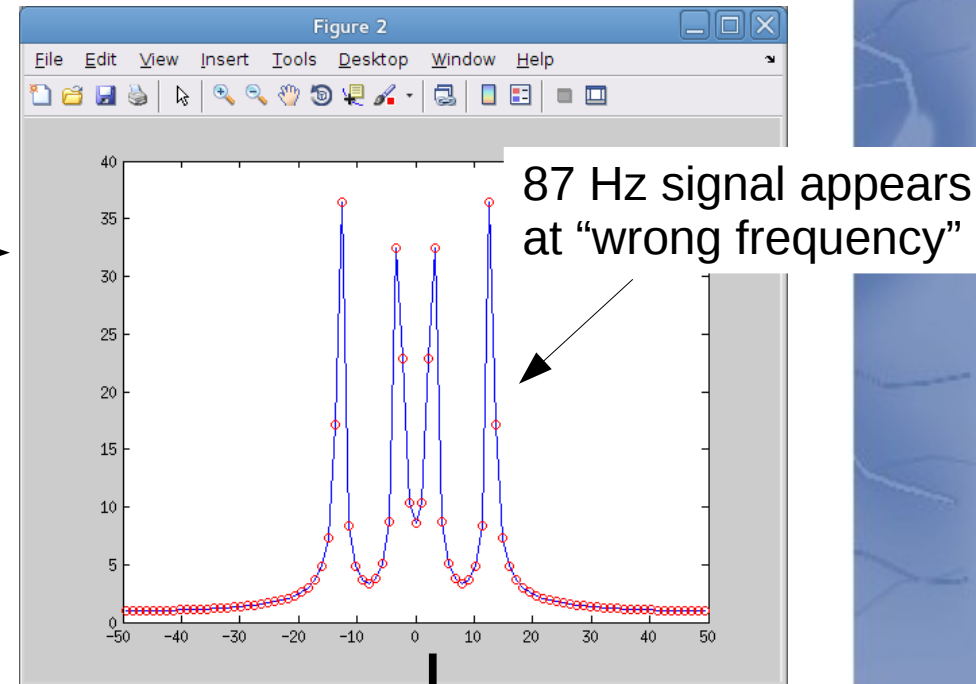 Figure 2
File Edit View Insert Tools Desktop Window Help
87 Hz signal appears
at “wrong frequency”
40
35
30
25
20
15
10
5
0
-50 -40 -30 -20 -10 0 10 20 30 40 50